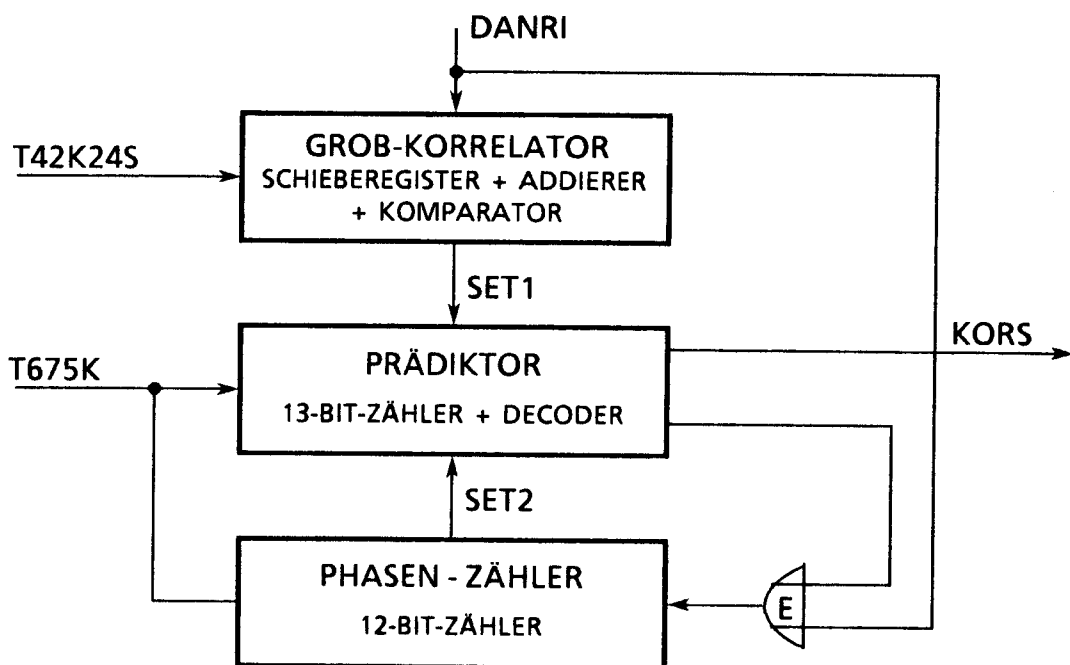 DANRI
GROB-KORRELATOR
T42K24S
SCHIEBEREGISTER + ADDIERER
+ KOMPARATOR
SET1
KORS
T675K
PRÄDIKTOR
13-BIT-ZÄHLER + DECODER
SET2
PHASEN - ZÄHLER
E
12-BIT-ZÄHLER